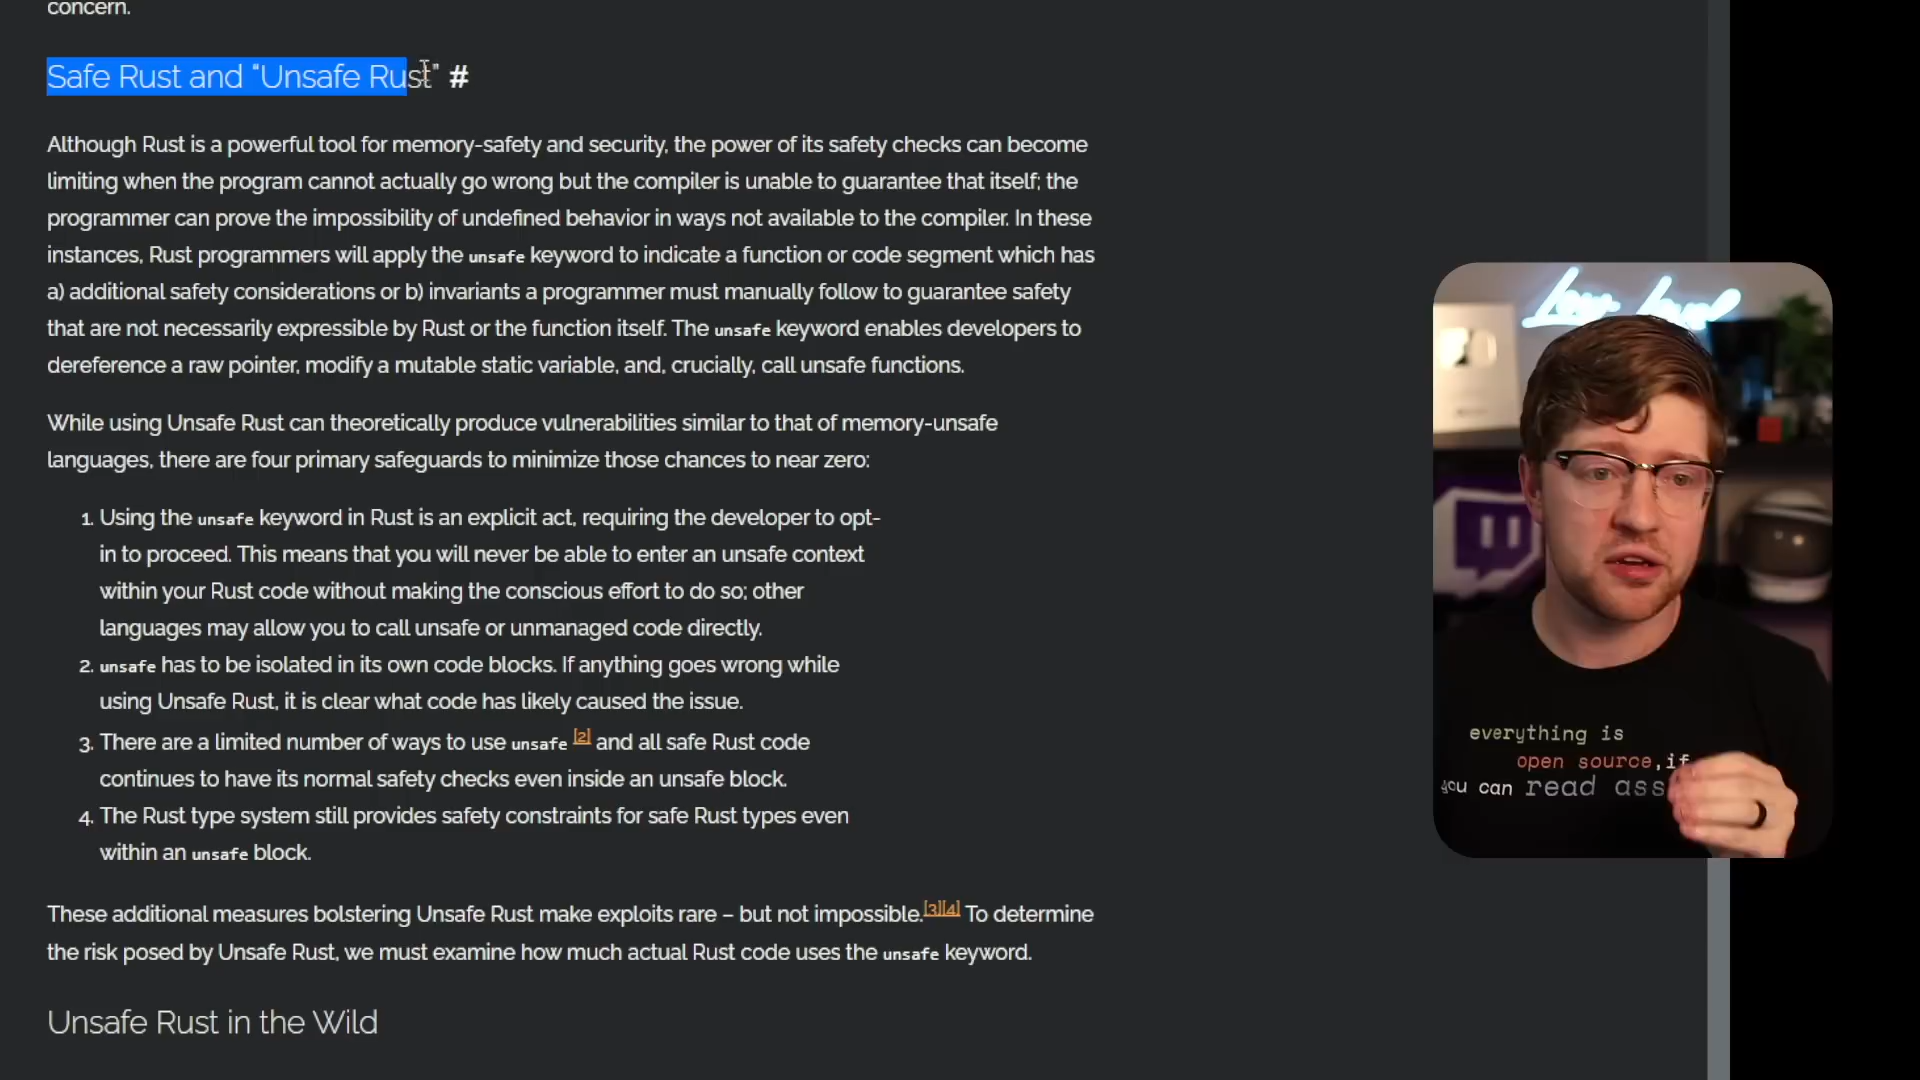 concern.
Safe Rust and “Unsafe Rust” #
Although Rust is a powerful tool for memory-safety and security, the power of its safety checks can become
limiting when the program cannot actually go wrong but the compiler is unable to guarantee that itself; the
programmer can prove the impossibility of undefined behavior in ways not available to the compiler. In these
instances, Rust programmers will apply the unsafe keyword to indicate a function or code segment which has
a) additional safety considerations or b) invariants a programmer must manually follow to guarantee safety
that are not necessarily expressible by Rust or the function itself. The unsafe keyword enables developers to
dereference a raw pointer, modify a mutable static variable, and, crucially, call unsafe functions.
While using Unsafe Rust can theoretically produce vulnerabilities similar to that of memory-unsafe
languages, there are four primary safeguards to minimize those chances to near zero:
1. Using the unsafe keyword in Rust is an explicit act, requiring the developer to opt-
in to proceed. This means that you will never be able to enter an unsafe context
within your Rust code without making the conscious effort to do so; other
languages may allow you to call unsafe or unmanaged code directly.
2. unsafe has to be isolated in its own code blocks. If anything goes wrong while
using Unsafe Rust, it is clear what code has likely caused the issue.
3. There are a limited number of ways to use unsafe [2] and all safe Rust code
continues to have its normal safety checks even inside an unsafe block.
4. The Rust type system still provides safety constraints for safe Rust types even
within an unsafe block.
These additional measures bolstering Unsafe Rust make exploits rare – but not impossible.[3][4] To determine
the risk posed by Unsafe Rust, we must examine how much actual Rust code uses the unsafe keyword.
Unsafe Rust in the Wild
low level
everything is
open source,if
you can read ass